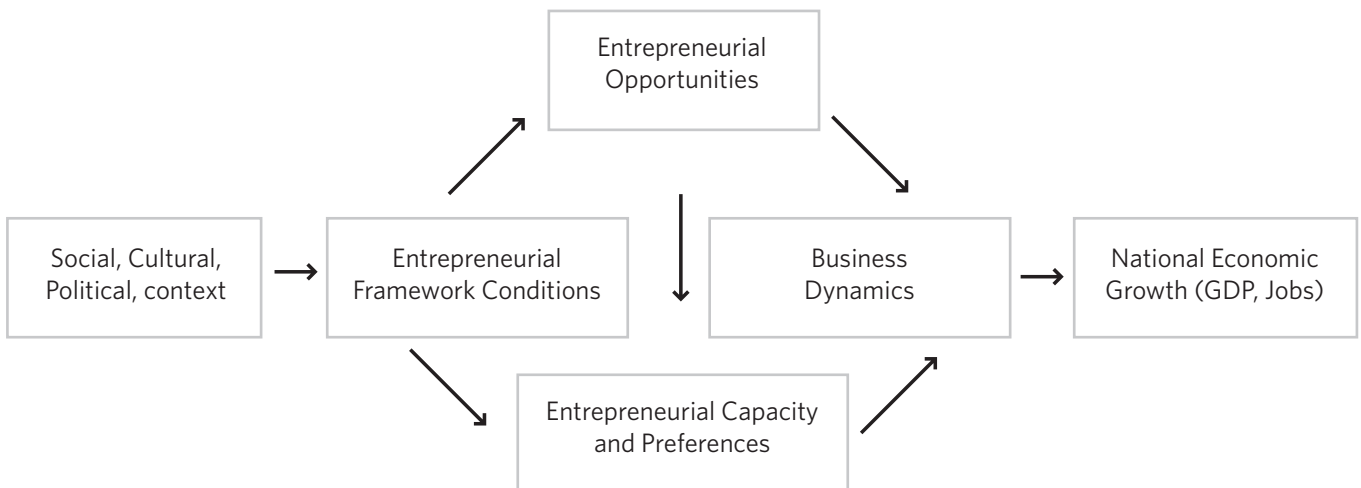 Entrepreneurial
Opportunities
Social, Cultural,
Political, context
Entrepreneurial
Framework Conditions
Business
Dynamics
National Economic
Growth (GDP, Jobs)
Entrepreneurial Capacity
and Preferences